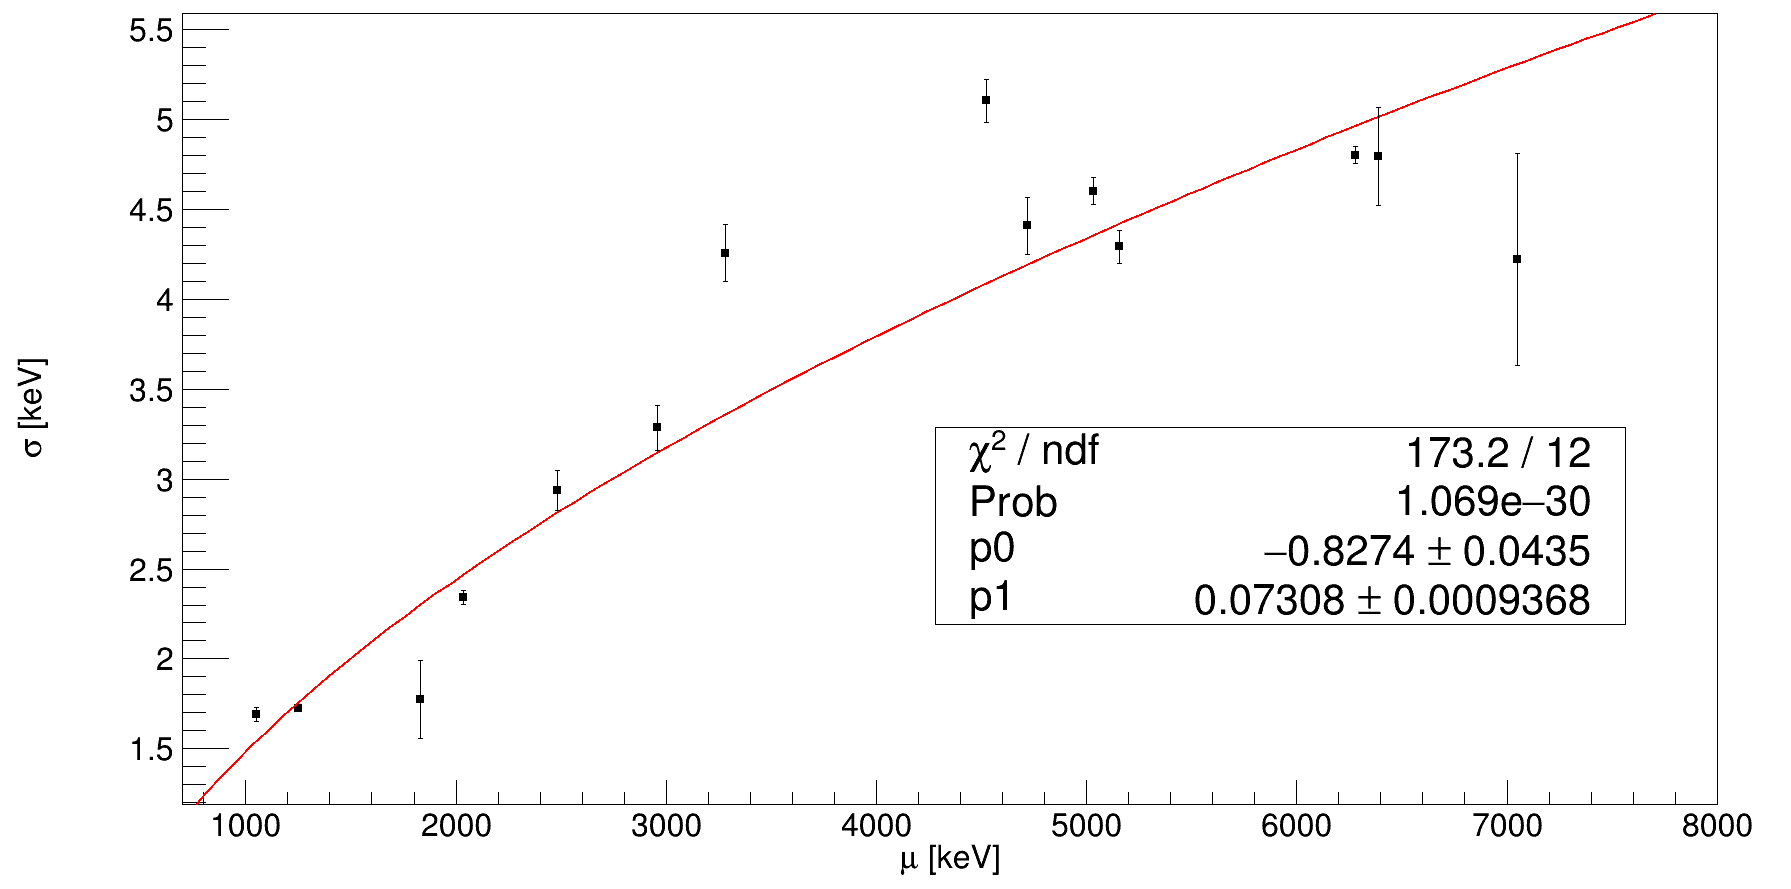 5.5
5
4.5
4
3.5
3
2.5
2
1.5
σ [keV]
χ² / ndf 173.2 / 12
Prob 1.069e−30
p0 −0.8274 ± 0.0435
p1 0.07308 ± 0.0009368
1000 2000 3000 4000 5000 6000 7000 8000
μ [keV]